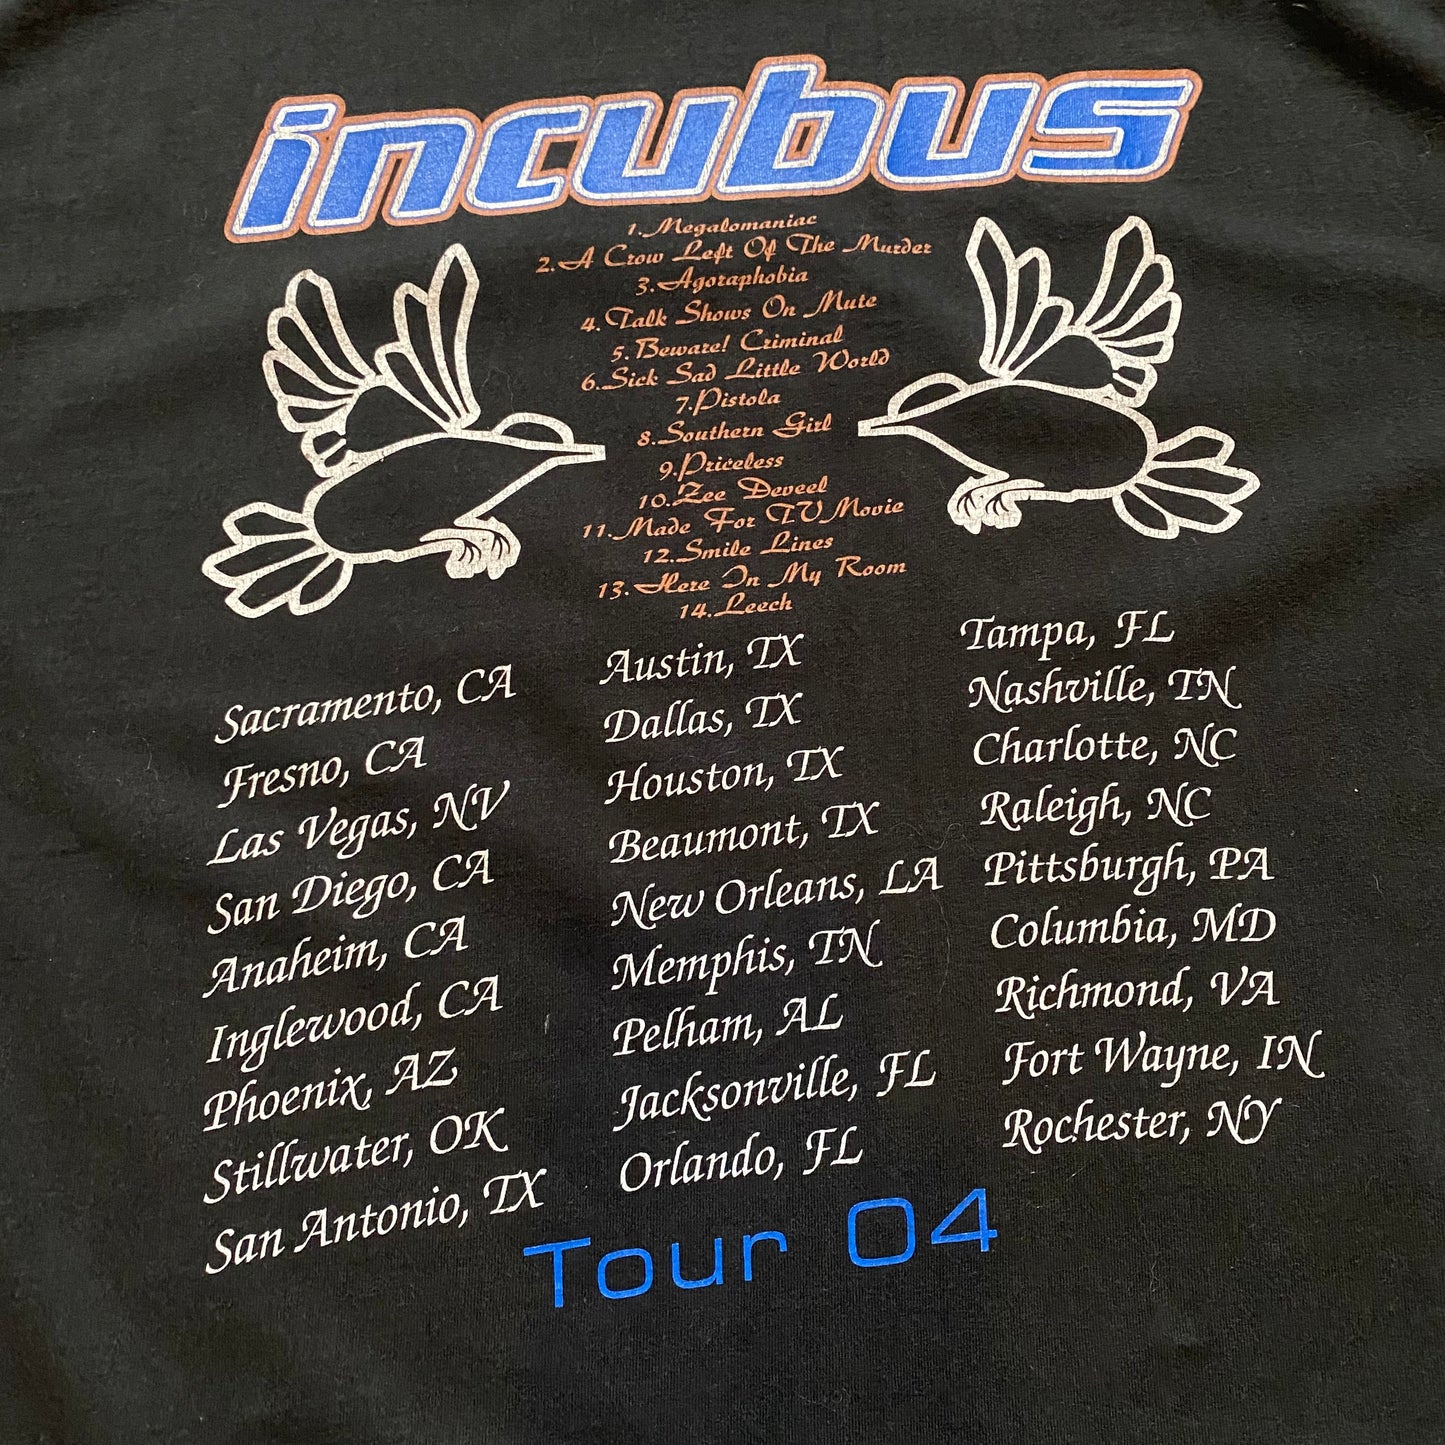 incubus
1. Megalomaniac
2. A Crow Left Of The Murder
3. Agoraphobia
4. Talk Shows On Mute
5. Beware! Criminal
6. Sick Sad Little World
7. Pistola
8. Southern Girl
9. Priceless
10. Zee Deveel
11. Made For TV Movie
12. Smile Lines
13. Here In My Room
14. Leech
Sacramento, CA
Fresno, CA
Las Vegas, NV
San Diego, CA
Anaheim, CA
Inglewood, CA
Phoenix, AZ
Stillwater, OK
San Antonio, TX
Austin, TX
Dallas, TX
Houston, TX
Beaumont, TX
New Orleans, LA
Memphis, TN
Pelham, AL
Jacksonville, FL
Orlando, FL
Tampa, FL
Nashville, TN
Charlotte, NC
Raleigh, NC
Pittsburgh, PA
Columbia, MD
Richmond, VA
Fort Wayne, IN
Rochester, NY
Tour 04